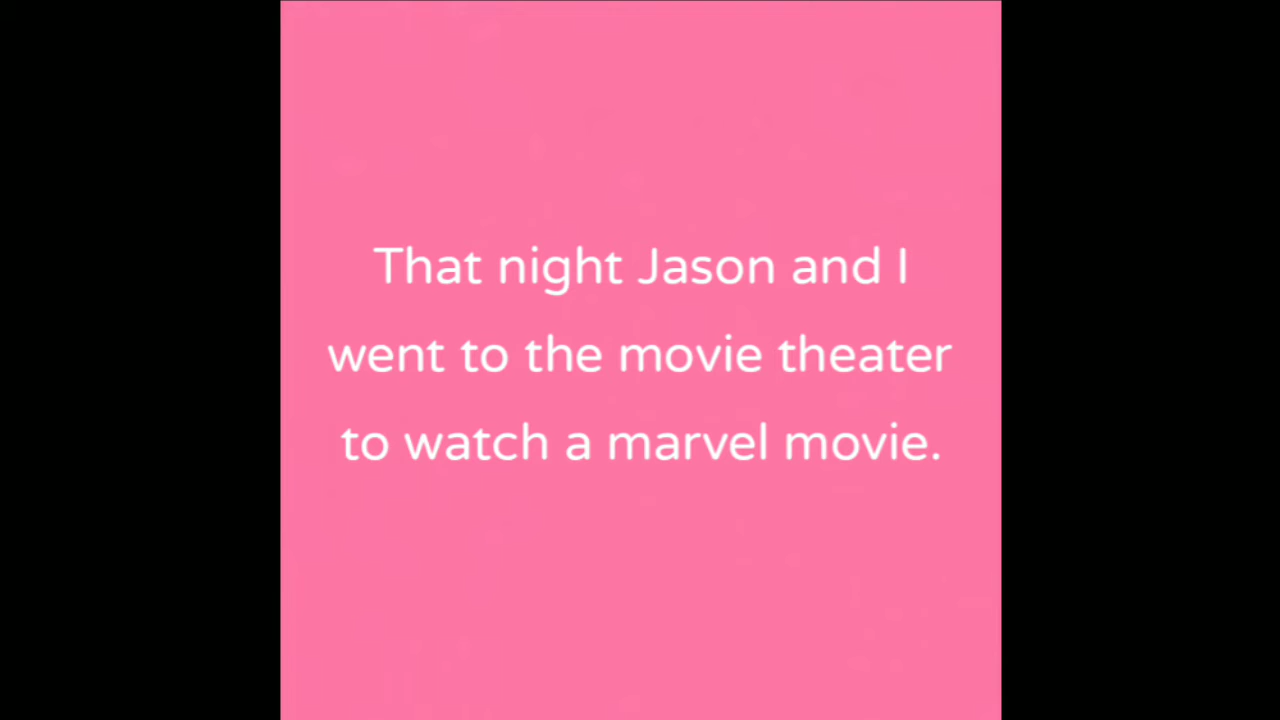 That night Jason and I
went to the movie theater
to watch a marvel movie.